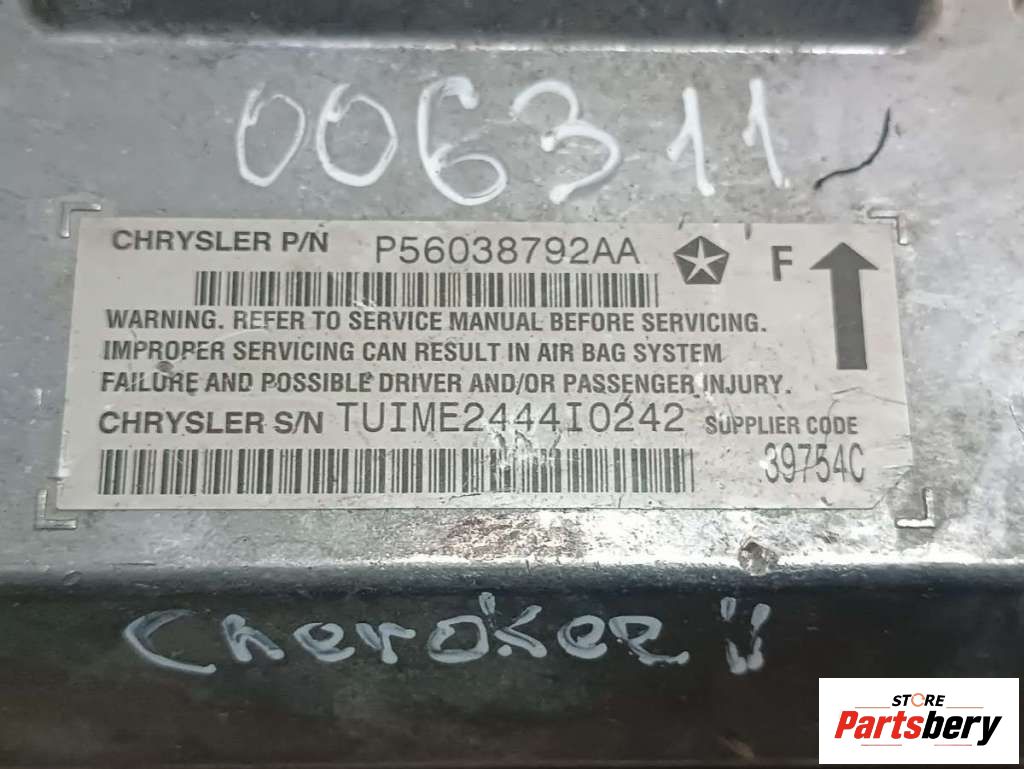 006311
CHRYSLER P/N P56038792AA F
WARNING. REFER TO SERVICE MANUAL BEFORE SERVICING.
IMPROPER SERVICING CAN RESULT IN AIR BAG SYSTEM
FAILURE AND POSSIBLE DRIVER AND/OR PASSENGER INJURY.
CHRYSLER S/N TUIME2444I0242 SUPPLIER CODE
39754C
Cherokee
STORE
Partsbery